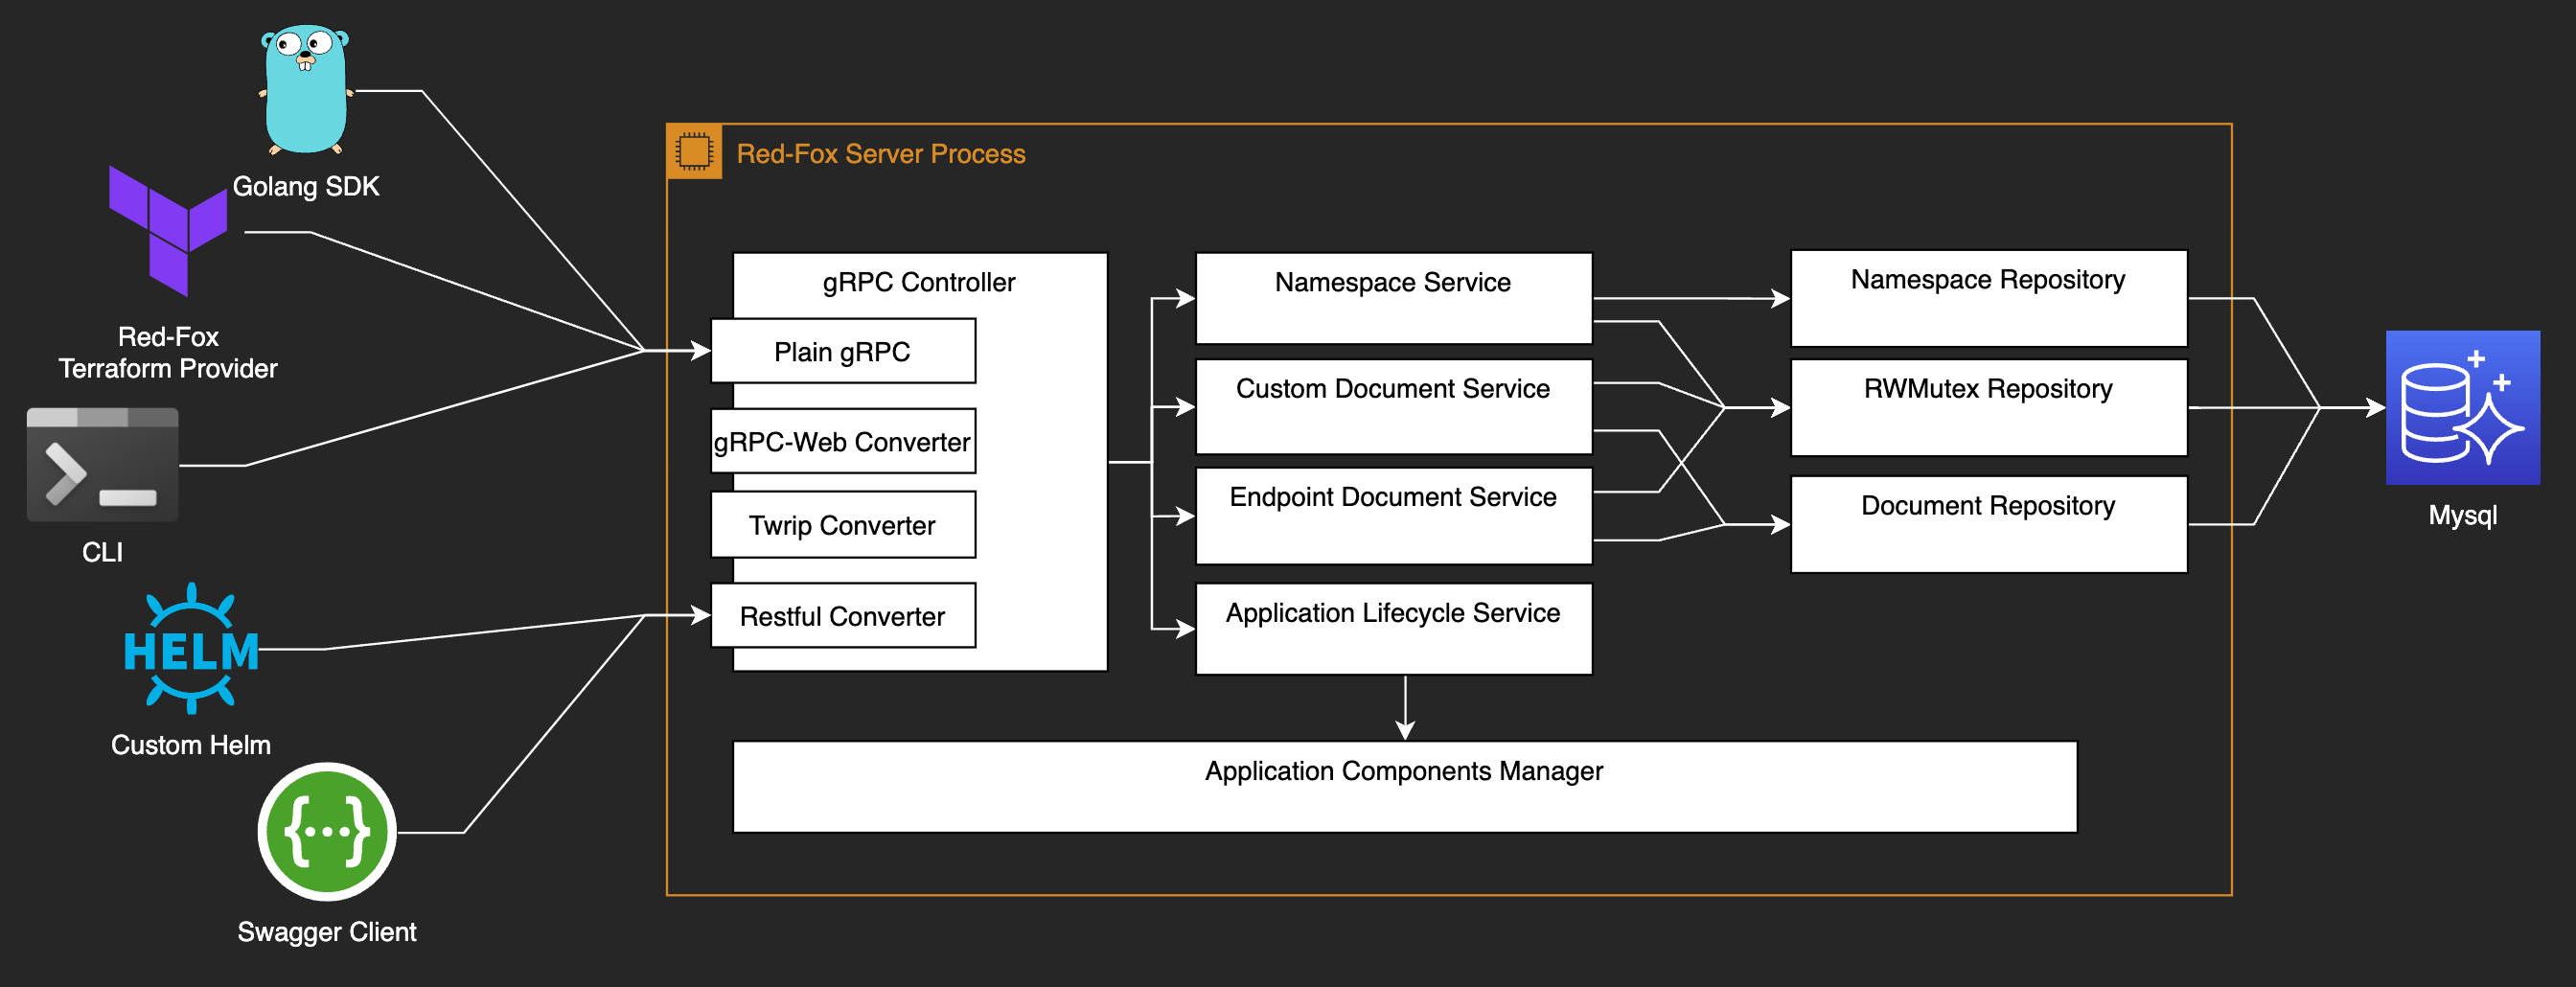 Golang SDK
Red-Fox
Terraform Provider
CLI
HELM
Custom Helm
{...}
Swagger Client
Red-Fox Server Process
gRPC Controller
Plain gRPC
gRPC-Web Converter
Twrip Converter
Restful Converter
Namespace Service
Custom Document Service
Endpoint Document Service
Application Lifecycle Service
Application Components Manager
Namespace Repository
RWMutex Repository
Document Repository
Mysql